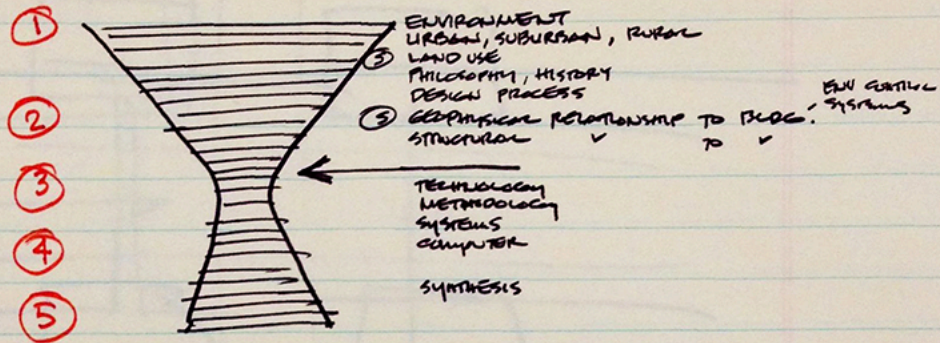 ① ENVIRONMENT
URBAN, SUBURBAN, RURAL
③ LAND USE
PHILOSOPHY, HISTORY
DESIGN PROCESS
ENV CONTROL
SYSTEMS
② ⑤ GEOPHYSICAL RELATIONSHIP TO BLDG.
STRUCTURAL ✓ TO ✓
③ TECHNOLOGY
METHODOLOGY
SYSTEMS
④ COMPUTER
SYNTHESIS
⑤